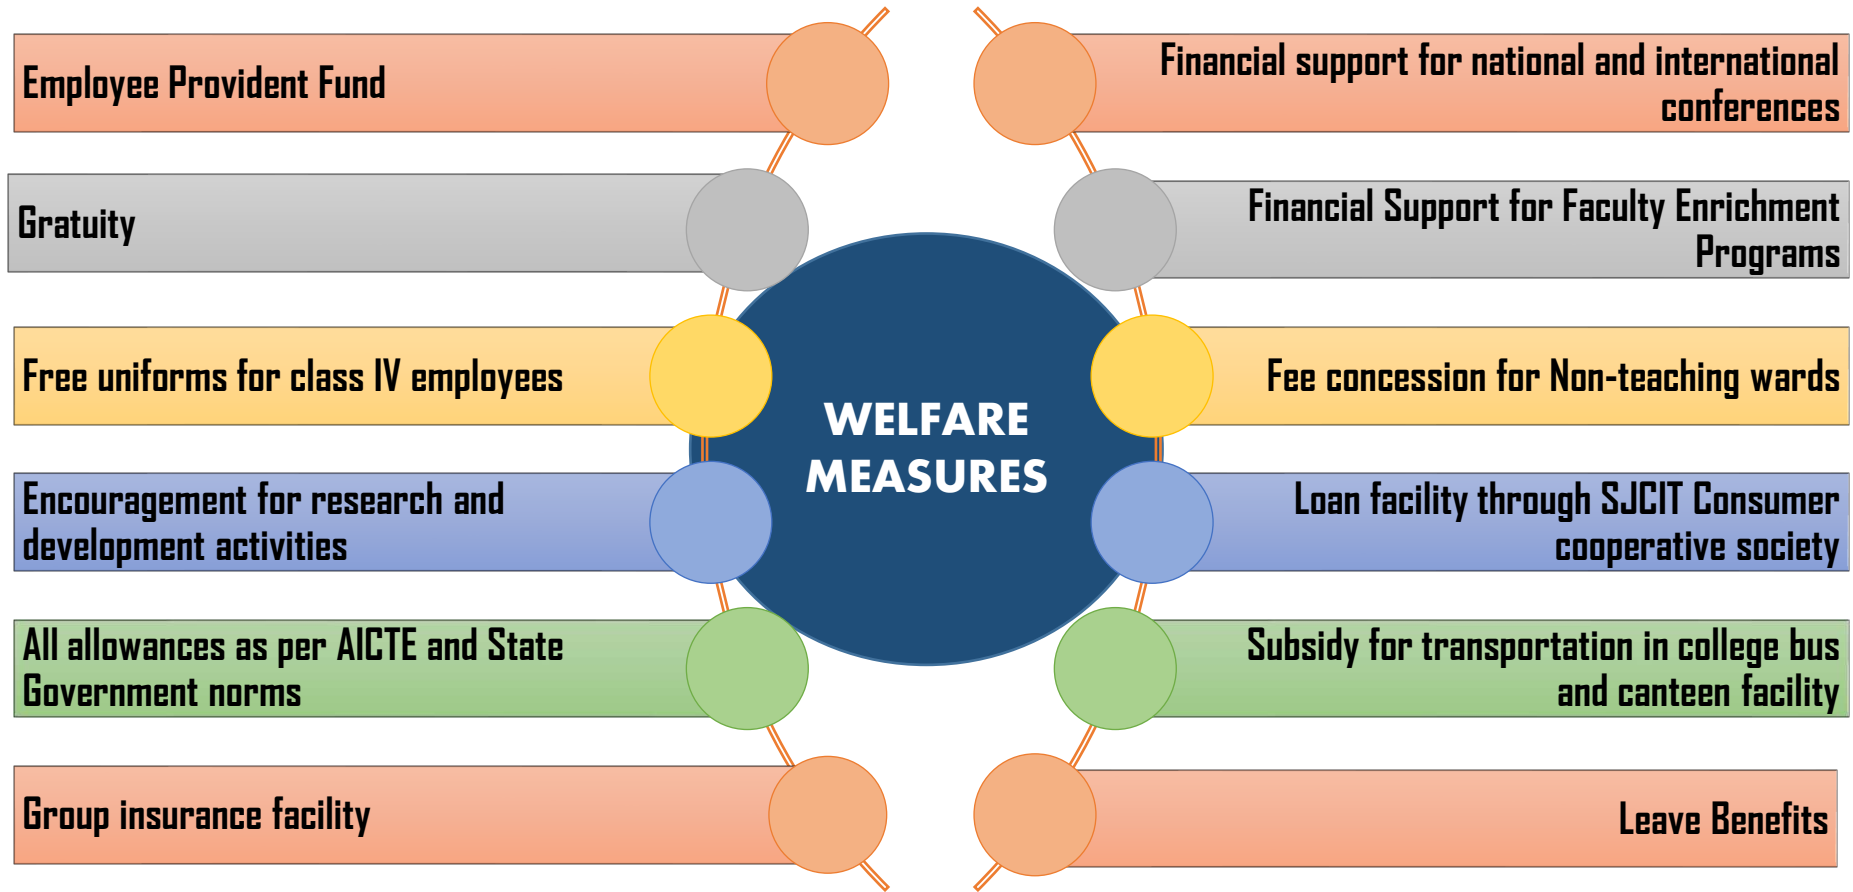 Employee Provident Fund
Gratuity
Free uniforms for class IV employees
Encouragement for research and
development activities
All allowances as per AICTE and State
Government norms
Group insurance facility
WELFARE
MEASURES
Financial support for national and international
conferences
Financial Support for Faculty Enrichment
Programs
Fee concession for Non-teaching wards
Loan facility through SJCIT Consumer
cooperative society
Subsidy for transportation in college bus
and canteen facility
Leave Benefits